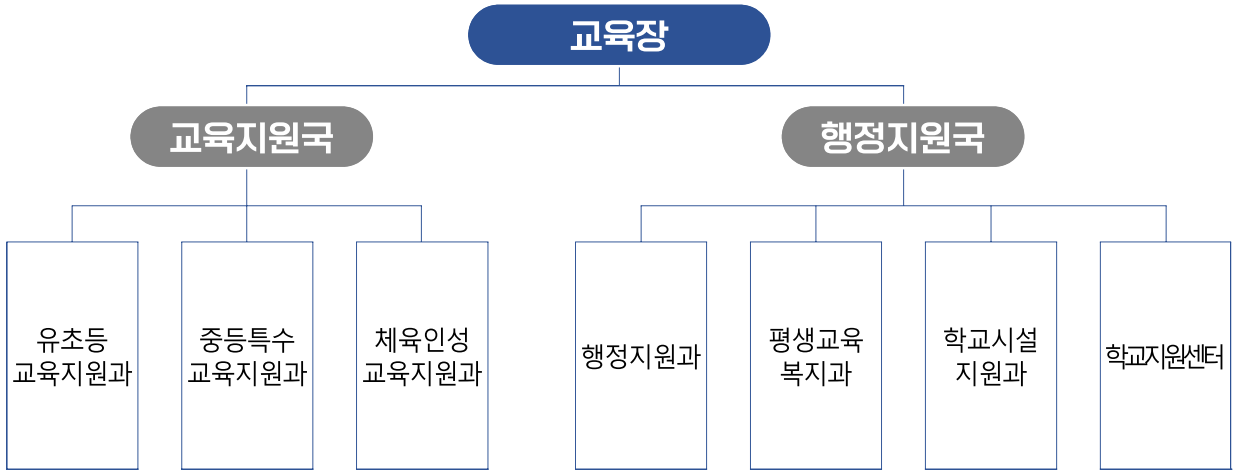 교육장
교육지원국
행정지원국
유초등
교육지원과
중등특수
교육지원과
체육인성
교육지원과
행정지원과
평생교육
복지과
학교시설
지원과
학교지원센터